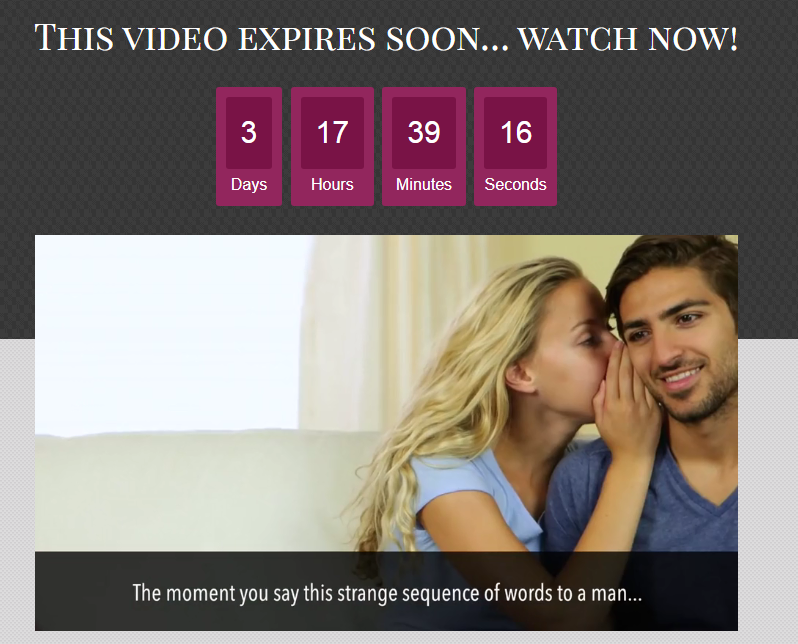 This video expires soon... watch now!
3 17 39 16
Days Hours Minutes Seconds
The moment you say this strange sequence of words to a man...